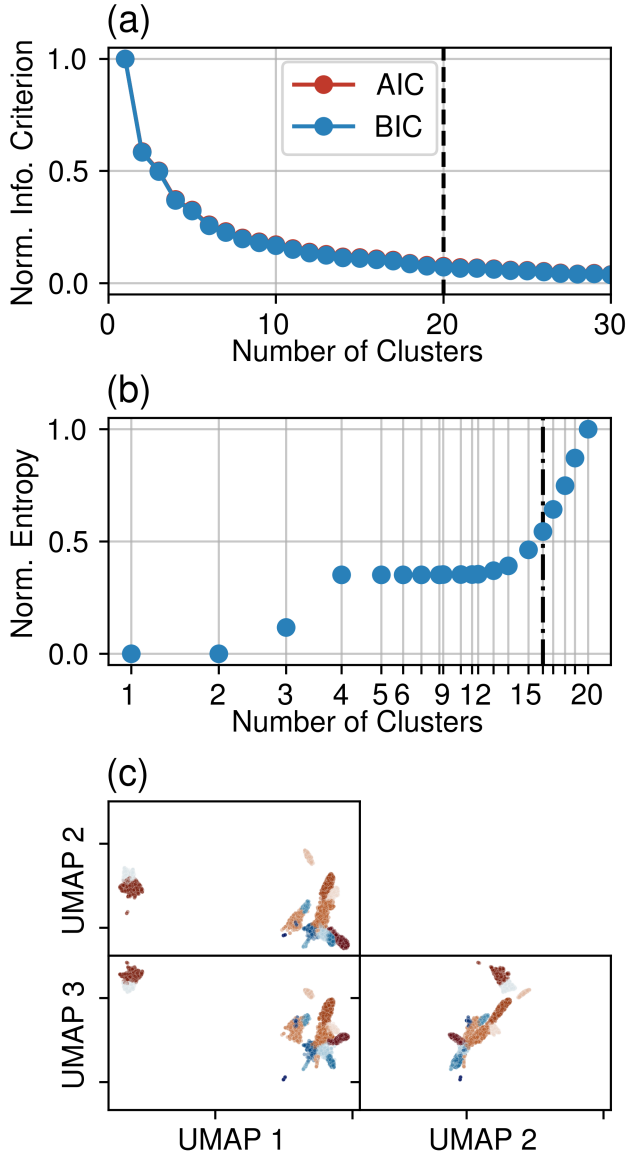 (a)
Norm. Info. Criterion
1.0
0.5
0.0
AIC
BIC
0 10 20 30
Number of Clusters
(b)
Norm. Entropy
1.0
0.5
0.0
1 2 3 4 5 6 9 12 15 20
Number of Clusters
(c)
UMAP 2
UMAP 3
UMAP 1 UMAP 2